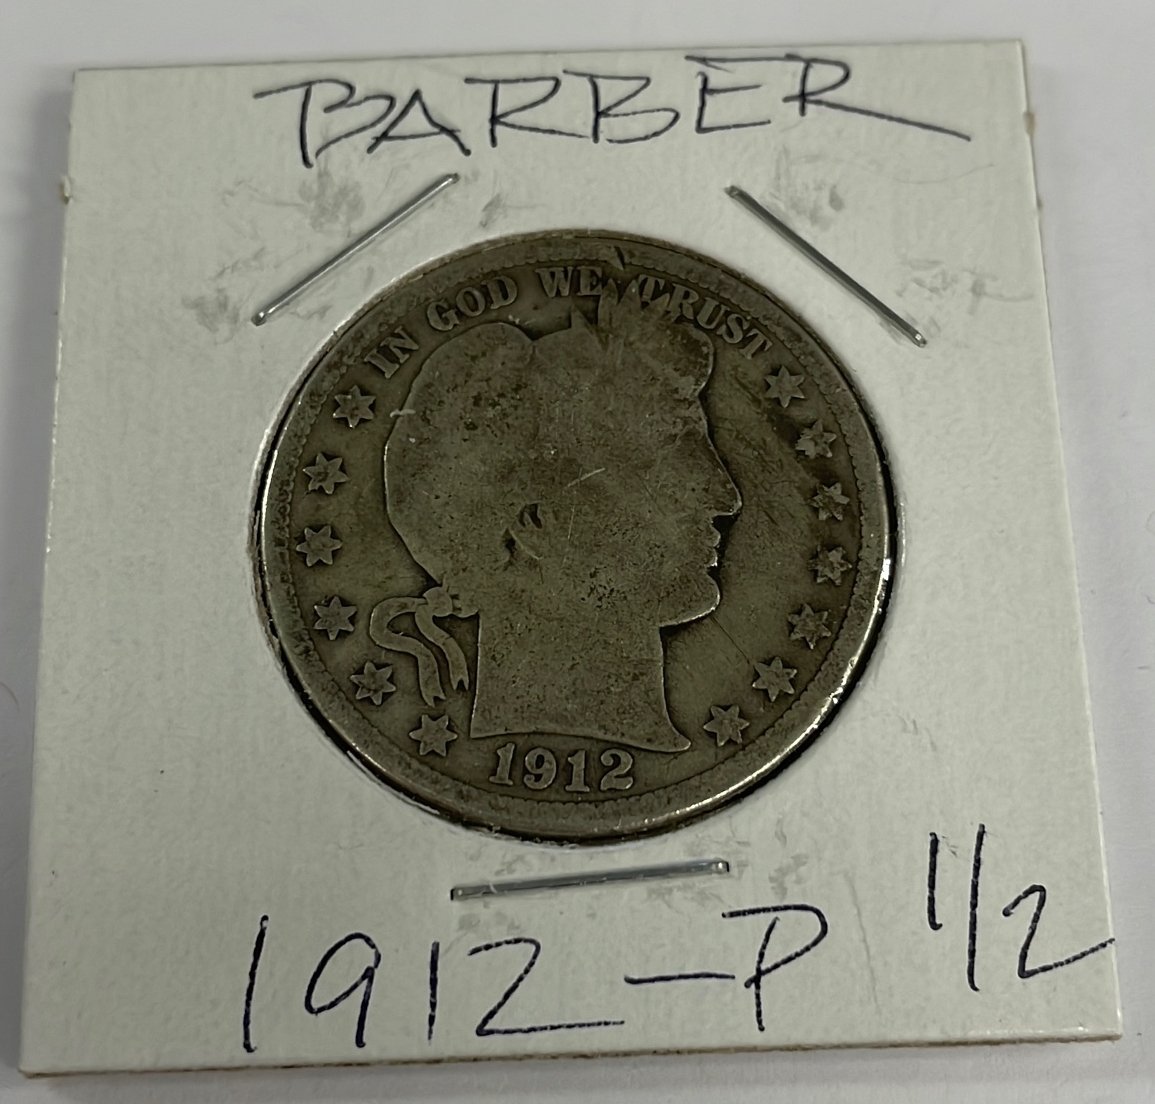 BARBER
IN GOD WE TRUST
1912
1912-P 1/2